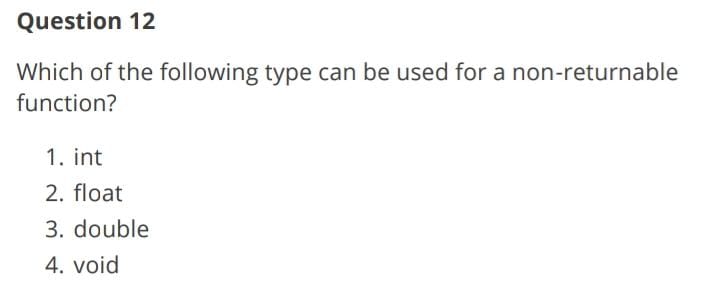 Question 12
Which of the following type can be used for a non-returnable
function?
1. int
2. float
3. double
4. void